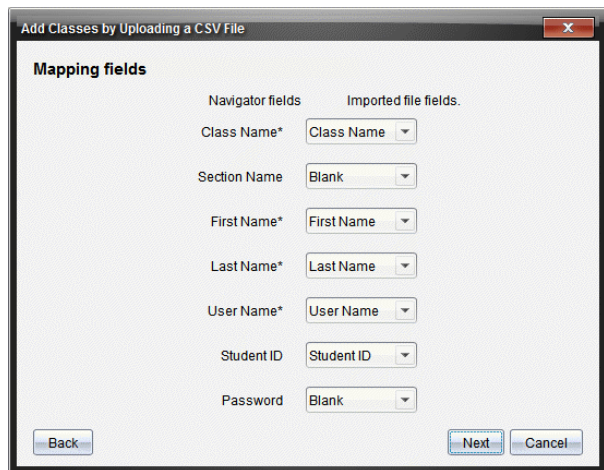 Add Classes by Uploading a CSV File
Mapping fields
Navigator fields Imported file fields.
Class Name* Class Name
Section Name Blank
First Name* First Name
Last Name* Last Name
User Name* User Name
Student ID Student ID
Password Blank
Back Next Cancel